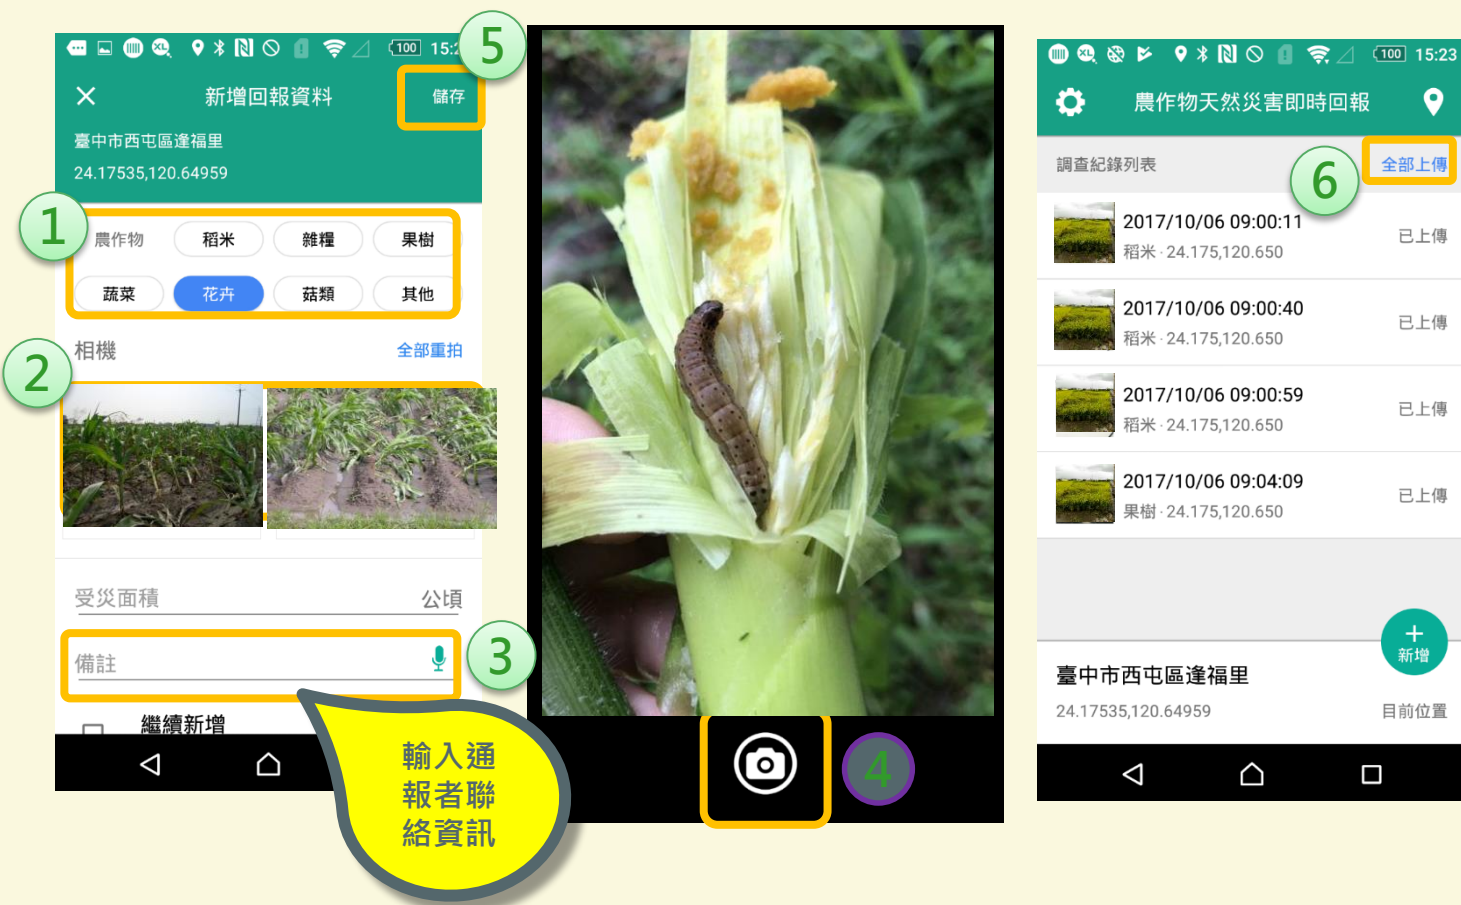 100 15:2
5
新增回報資料
儲存
臺中市西屯區逢福里
24.17535,120.64959
1
農作物 稻米 雜糧 果樹
蔬菜 花卉 菇類 其他
2
相機 全部重拍
受災面積 公頃
備註
3
繼續新增
輸入通
報者聯
絡資訊
4
XL 100 15:23
農作物天然災害即時回報
調查紀錄列表 全部上傳
6
2017/10/06 09:00:11
稻米·24.175,120.650
已上傳
2017/10/06 09:00:40
稻米·24.175,120.650
已上傳
2017/10/06 09:00:59
稻米·24.175,120.650
已上傳
2017/10/06 09:04:09
果樹·24.175,120.650
已上傳
+
新增
臺中市西屯區逢福里
24.17535,120.64959 目前位置